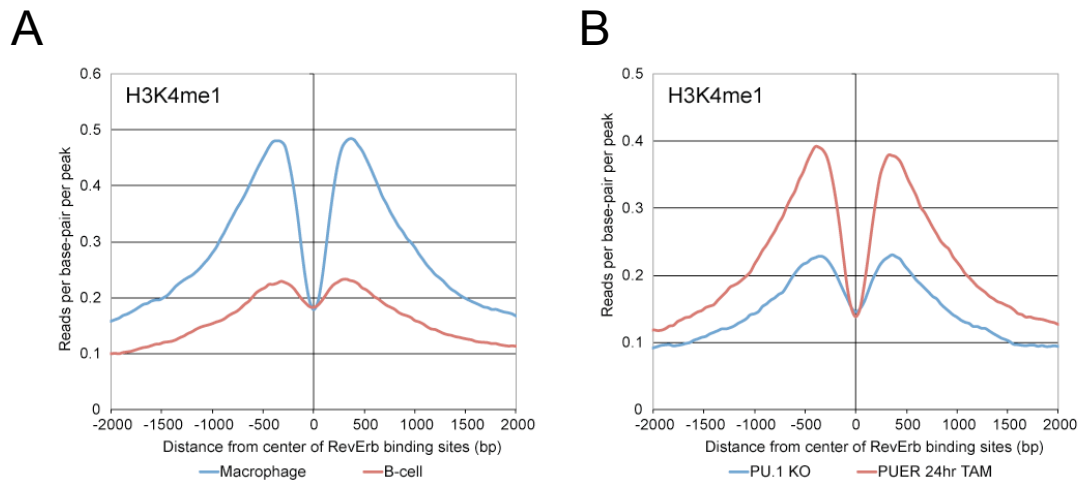 A
B
0.6
0.5
0.4
0.3
0.2
0.1
0
H3K4me1
Reads per base-pair per peak
-2000 -1500 -1000 -500 0 500 1000 1500 2000
Distance from center of RevErb binding sites (bp)
Macrophage B-cell
0.5
0.4
0.3
0.2
0.1
0
H3K4me1
Reads per base-pair per peak
-2000 -1500 -1000 -500 0 500 1000 1500 2000
Distance from center of RevErb binding sites (bp)
PU.1 KO PUER 24hr TAM